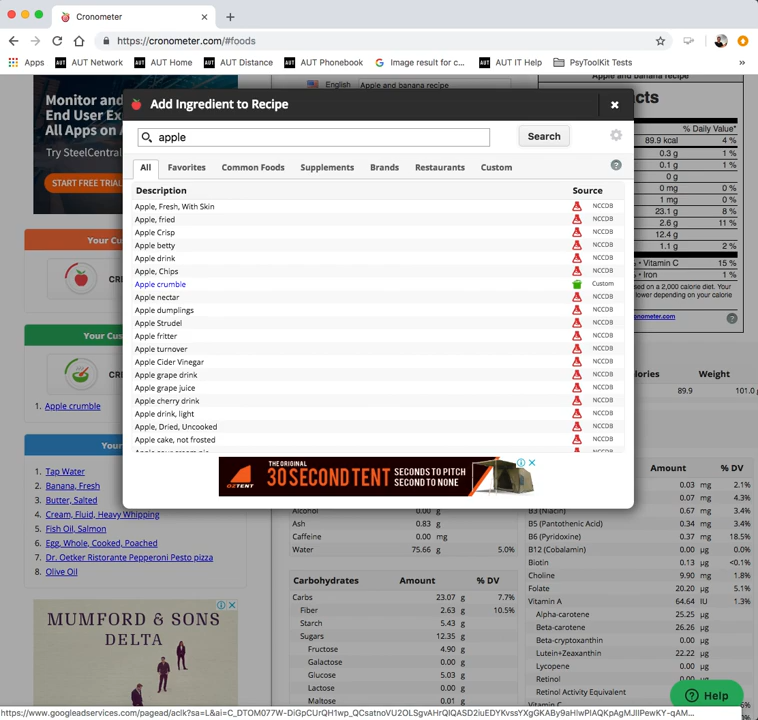 Cronometer
https://cronometer.com/#foods
Apps AUT Network AUT Home AUT Distance AUT Phonebook Image result for c... AUT IT Help PsyToolKit Tests »
Monitor and
End User Ex
All Apps on A
Try SteelCentral
START FREE TRIA
English
Apple and banana recipe
Apple and banana recipe
cts
% Daily Value*
89.9 kcal 4 %
0.3 g 1 %
0.1 g 1 %
0 g
0 mg 0 %
1 mg 0 %
23.1 g 8 %
2.6 g 11 %
12.4 g
1.1 g 2 %
• Vitamin C 15 %
• Iron 1 %
sed on a 2,000 calorie diet. Your
lower depending on your calorie
onometer.com
Add Ingredient to Recipe
apple
Search
All Favorites Common Foods Supplements Brands Restaurants Custom
Description Source
Apple, Fresh, With Skin NCCDB
Apple, fried NCCDB
Apple Crisp NCCDB
Apple betty NCCDB
Apple drink NCCDB
Apple, Chips NCCDB
Apple crumble Custom
Apple nectar NCCDB
Apple dumplings NCCDB
Apple Strudel NCCDB
Apple fritter NCCDB
Apple turnover NCCDB
Apple Cider Vinegar NCCDB
Apple grape drink NCCDB
Apple grape juice NCCDB
Apple cherry drink NCCDB
Apple drink, light NCCDB
Apple, Dried, Uncooked NCCDB
Apple cake, not frosted NCCDB
OZTENT
THE ORIGINAL
30 SECOND TENT
SECONDS TO PITCH
SECOND TO NONE
Your Cu
CR
Your Cus
CR
1. Apple crumble
Your
1. Tap Water
2. Banana, Fresh
3. Butter, Salted
4. Cream, Fluid, Heavy Whipping
5. Fish Oil, Salmon
6. Egg, Whole, Cooked, Poached
7. Dr. Oetker Ristorante Pepperoni Pesto pizza
8. Olive Oil
MUMFORD & SONS
DELTA
alories Weight
89.9 101.0 g
Alcohol 0.00 g
Ash 0.83 g
Caffeine 0.00 mg
Water 75.66 g 5.0%
Carbohydrates Amount % DV
Carbs 23.07 g 7.7%
Fiber 2.63 g 10.5%
Starch 5.43 g
Sugars 12.35 g
Fructose 4.90 g
Galactose 0.00 g
Glucose 5.03 g
Lactose 0.00 g
Maltose 0.01 g
Amount % DV
0.03 mg 2.1%
0.07 mg 4.3%
B3 (Niacin) 0.67 mg 3.4%
B5 (Pantothenic Acid) 0.34 mg 3.4%
B6 (Pyridoxine) 0.37 mg 18.5%
B12 (Cobalamin) 0.00 µg 0.0%
Biotin 0.13 µg <0.1%
Choline 9.90 mg 1.8%
Folate 20.20 µg 5.1%
Vitamin A 64.64 IU 1.3%
Alpha-carotene 25.25 µg
Beta-carotene 26.26 µg
Beta-cryptoxanthin 0.00 µg
Lutein+Zeaxanthin 22.22 µg
Lycopene 0.00 µg
Retinol
Retinol Activity Equivalent
Help